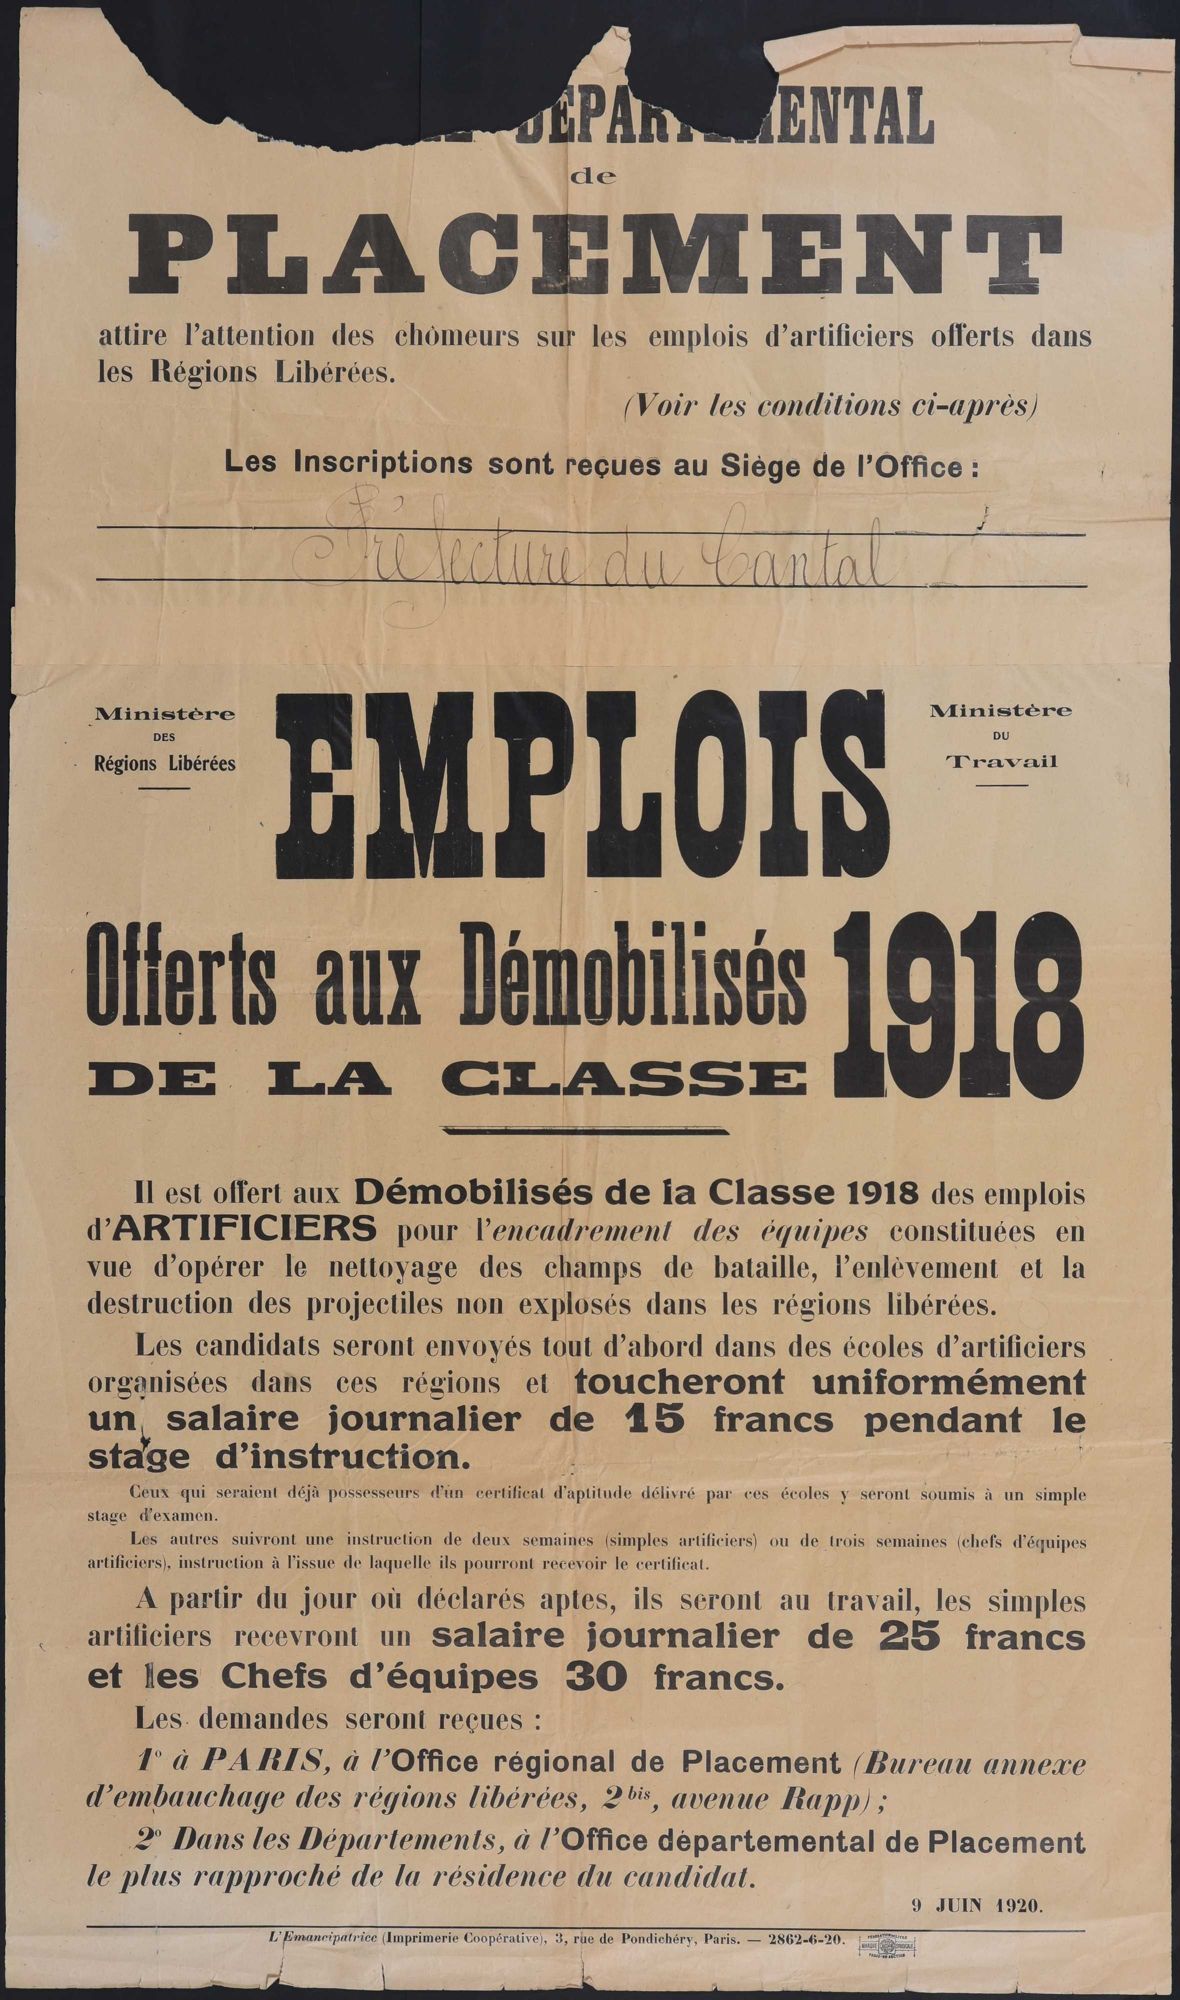 DÉPARTEMENTAL
de
PLACEMENT
attire l'attention des chômeurs sur les emplois d'artificiers offerts dans
les Régions Libérées.
(Voir les conditions ci-après)
Les Inscriptions sont reçues au Siège de l'Office :
Préfecture du Cantal
Ministère
DES
Régions Libérées
EMPLOIS
Ministère
DU
Travail
Offerts aux Démobilisés
DE LA CLASSE
1918
Il est offert aux Démobilisés de la Classe 1918 des emplois
d'ARTIFICIERS pour l'encadrement des équipes constituées en
vue d'opérer le nettoyage des champs de bataille, l'enlèvement et la
destruction des projectiles non explosés dans les régions libérées.
Les candidats seront envoyés tout d'abord dans des écoles d'artificiers
organisées dans ces régions et toucheront uniformément
un salaire journalier de 15 francs pendant le
stage d'instruction.
Ceux qui seraient déjà possesseurs d'un certificat d'aptitude délivré par ces écoles y seront soumis à un simple
stage d'examen.
Les autres suivront une instruction de deux semaines (simples artificiers) ou de trois semaines (chefs d'équipes
artificiers), instruction à l'issue de laquelle ils pourront recevoir le certificat.
A partir du jour où déclarés aptes, ils seront au travail, les simples
artificiers recevront un salaire journalier de 25 francs
et les Chefs d'équipes 30 francs.
Les demandes seront reçues :
1° à PARIS, à l'Office régional de Placement (Bureau annexe
d'embauchage des régions libérées, 2 bis, avenue Rapp) ;
2° Dans les Départements, à l'Office départemental de Placement
le plus rapproché de la résidence du candidat.
9 JUIN 1920.
L'Emancipatrice (Imprimerie Coopérative), 3, rue de Pondichéry, Paris. — 2862-6-20.